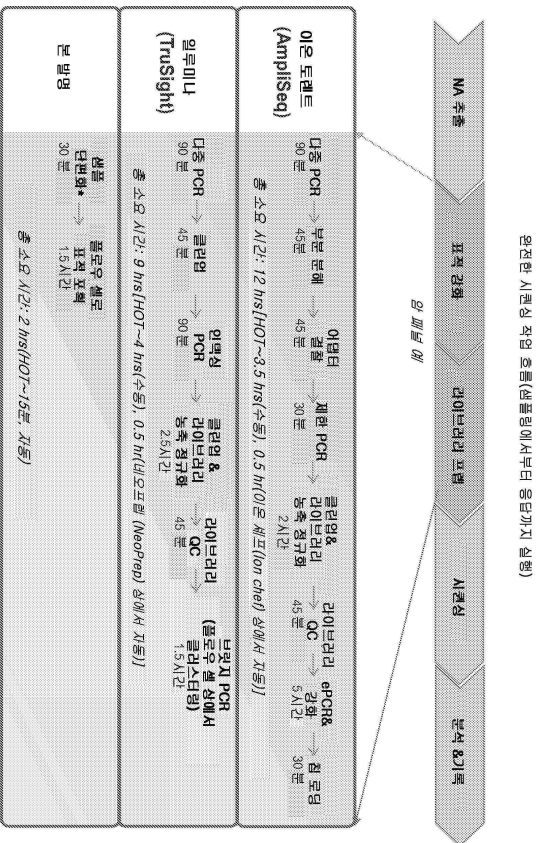 완전한 시퀀싱 작업 흐름(샘플링에서부터 응답까지 실행)
NA 추출
표적 강화
라이브러리 프렙
시퀀싱
분석 &기록
암 패널 예
이온 토렌트
(AmpliSeq)
다중 PCR
90 분
부분 분해
45분
어댑터
결찰
45 분
제한 PCR
30 분
클린업&
라이브러리
농축 정규화
2시간
라이브러리
QC
45 분
ePCR&
강화
5시간
칩 로딩
30 분
총 소요 시간: 12 hrs[HOT~3.5 hrs(수동), 0.5 hr(이온 셰프(Ion chef) 상에서 자동)]
일루미나
(TruSight)
다중 PCR
90 분
클린업
45 분
인덱싱
PCR
90 분
클린업 &
라이브러리
농축 정규화
2.5시간
라이브러리
QC
45 분
브릿지 PCR
(플로우 셀 상에서
클러스터링)
1.5시간
총 소요 시간: 9 hrs[HOT~4 hrs(수동), 0.5 hr(네오프렙 (NeoPrep) 상에서 자동)]
본 발명
샘플
단편화*
30 분
플로우 셀로
표적 포획
1.5시간
총 소요 시간: 2 hrs(HOT~15분, 자동)